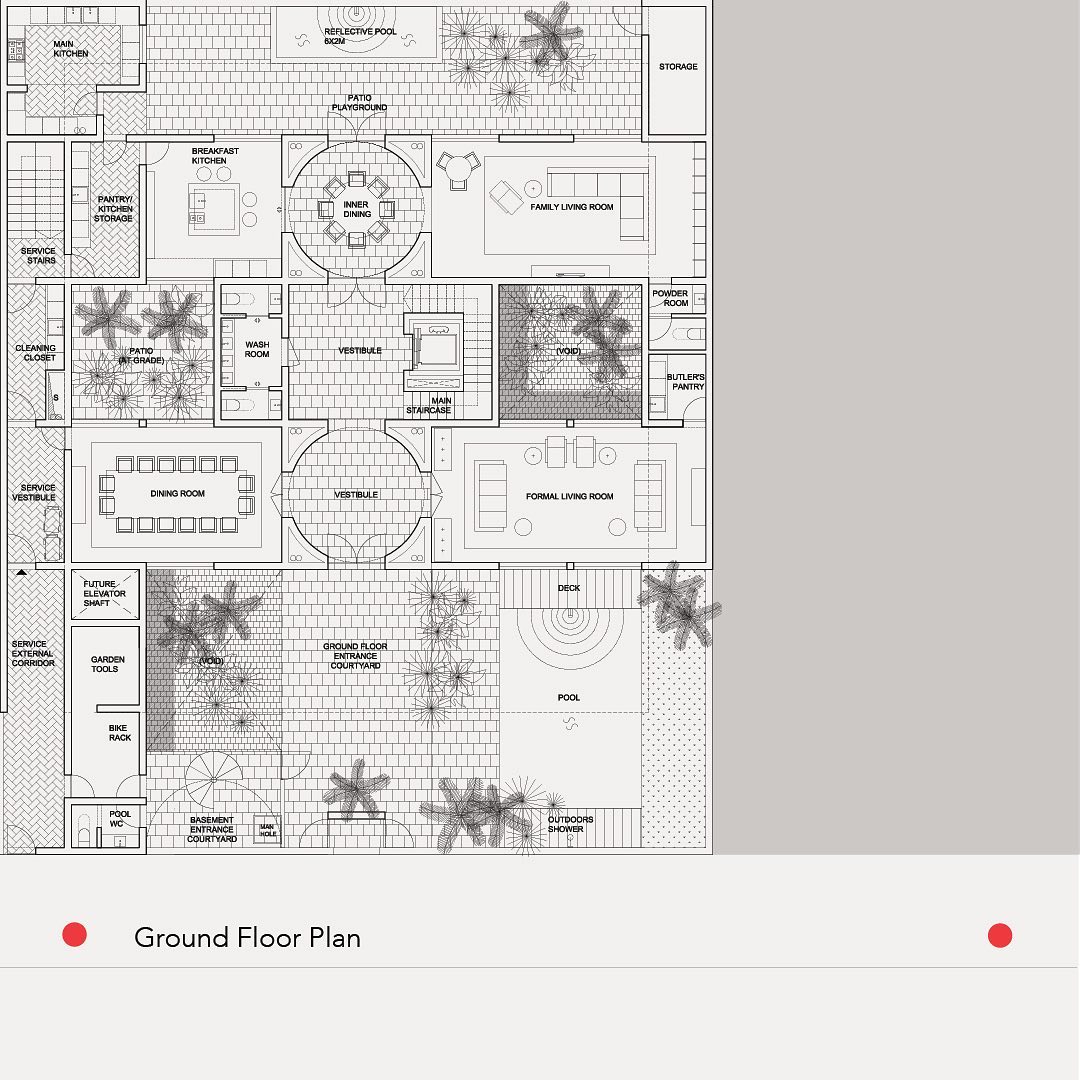 REFLECTIVE POOL
6X2M
MAIN
KITCHEN
STORAGE
PATIO
PLAYGROUND
BREAKFAST
KITCHEN
PANTRY/
KITCHEN
STORAGE
INNER
DINING
FAMILY LIVING ROOM
SERVICE
STAIRS
POWDER
ROOM
CLEANING
CLOSET
PATIO
(AT GRADE)
WASH
ROOM
VESTIBULE
(VOID)
BUTLER'S
PANTRY
S
MAIN
STAIRCASE
SERVICE
VESTIBULE
DINING ROOM
VESTIBULE
FORMAL LIVING ROOM
FUTURE
ELEVATOR
SHAFT
DECK
SERVICE
EXTERNAL
CORRIDOR
GARDEN
TOOLS
(VOID)
GROUND FLOOR
ENTRANCE
COURTYARD
POOL
BIKE
RACK
POOL
WC
BASEMENT
ENTRANCE
COURTYARD
MAN
HOLE
OUTDOORS
SHOWER
Ground Floor Plan